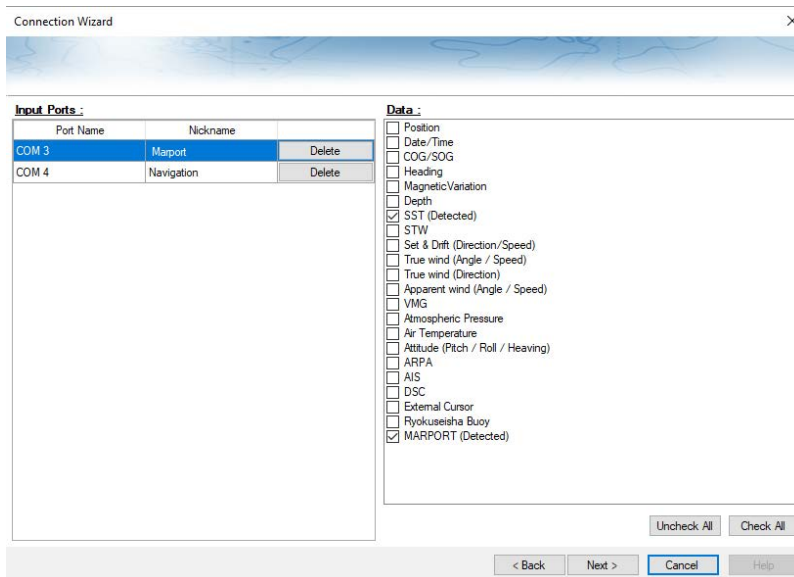 Connection Wizard
Input Ports :
Port Name Nickname
COM 3 Marport Delete
COM 4 Navigation Delete
Data :
Position
Date/Time
COG/SOG
Heading
MagneticVariation
Depth
SST (Detected)
STW
Set & Drift (Direction/Speed)
True wind (Angle / Speed)
True wind (Direction)
Apparent wind (Angle / Speed)
VMG
Atmospheric Pressure
Air Temperature
Attitude (Pitch / Roll / Heaving)
ARPA
AIS
DSC
External Cursor
Ryokuseisha Buoy
MARPORT (Detected)
Uncheck All Check All
< Back Next > Cancel Help